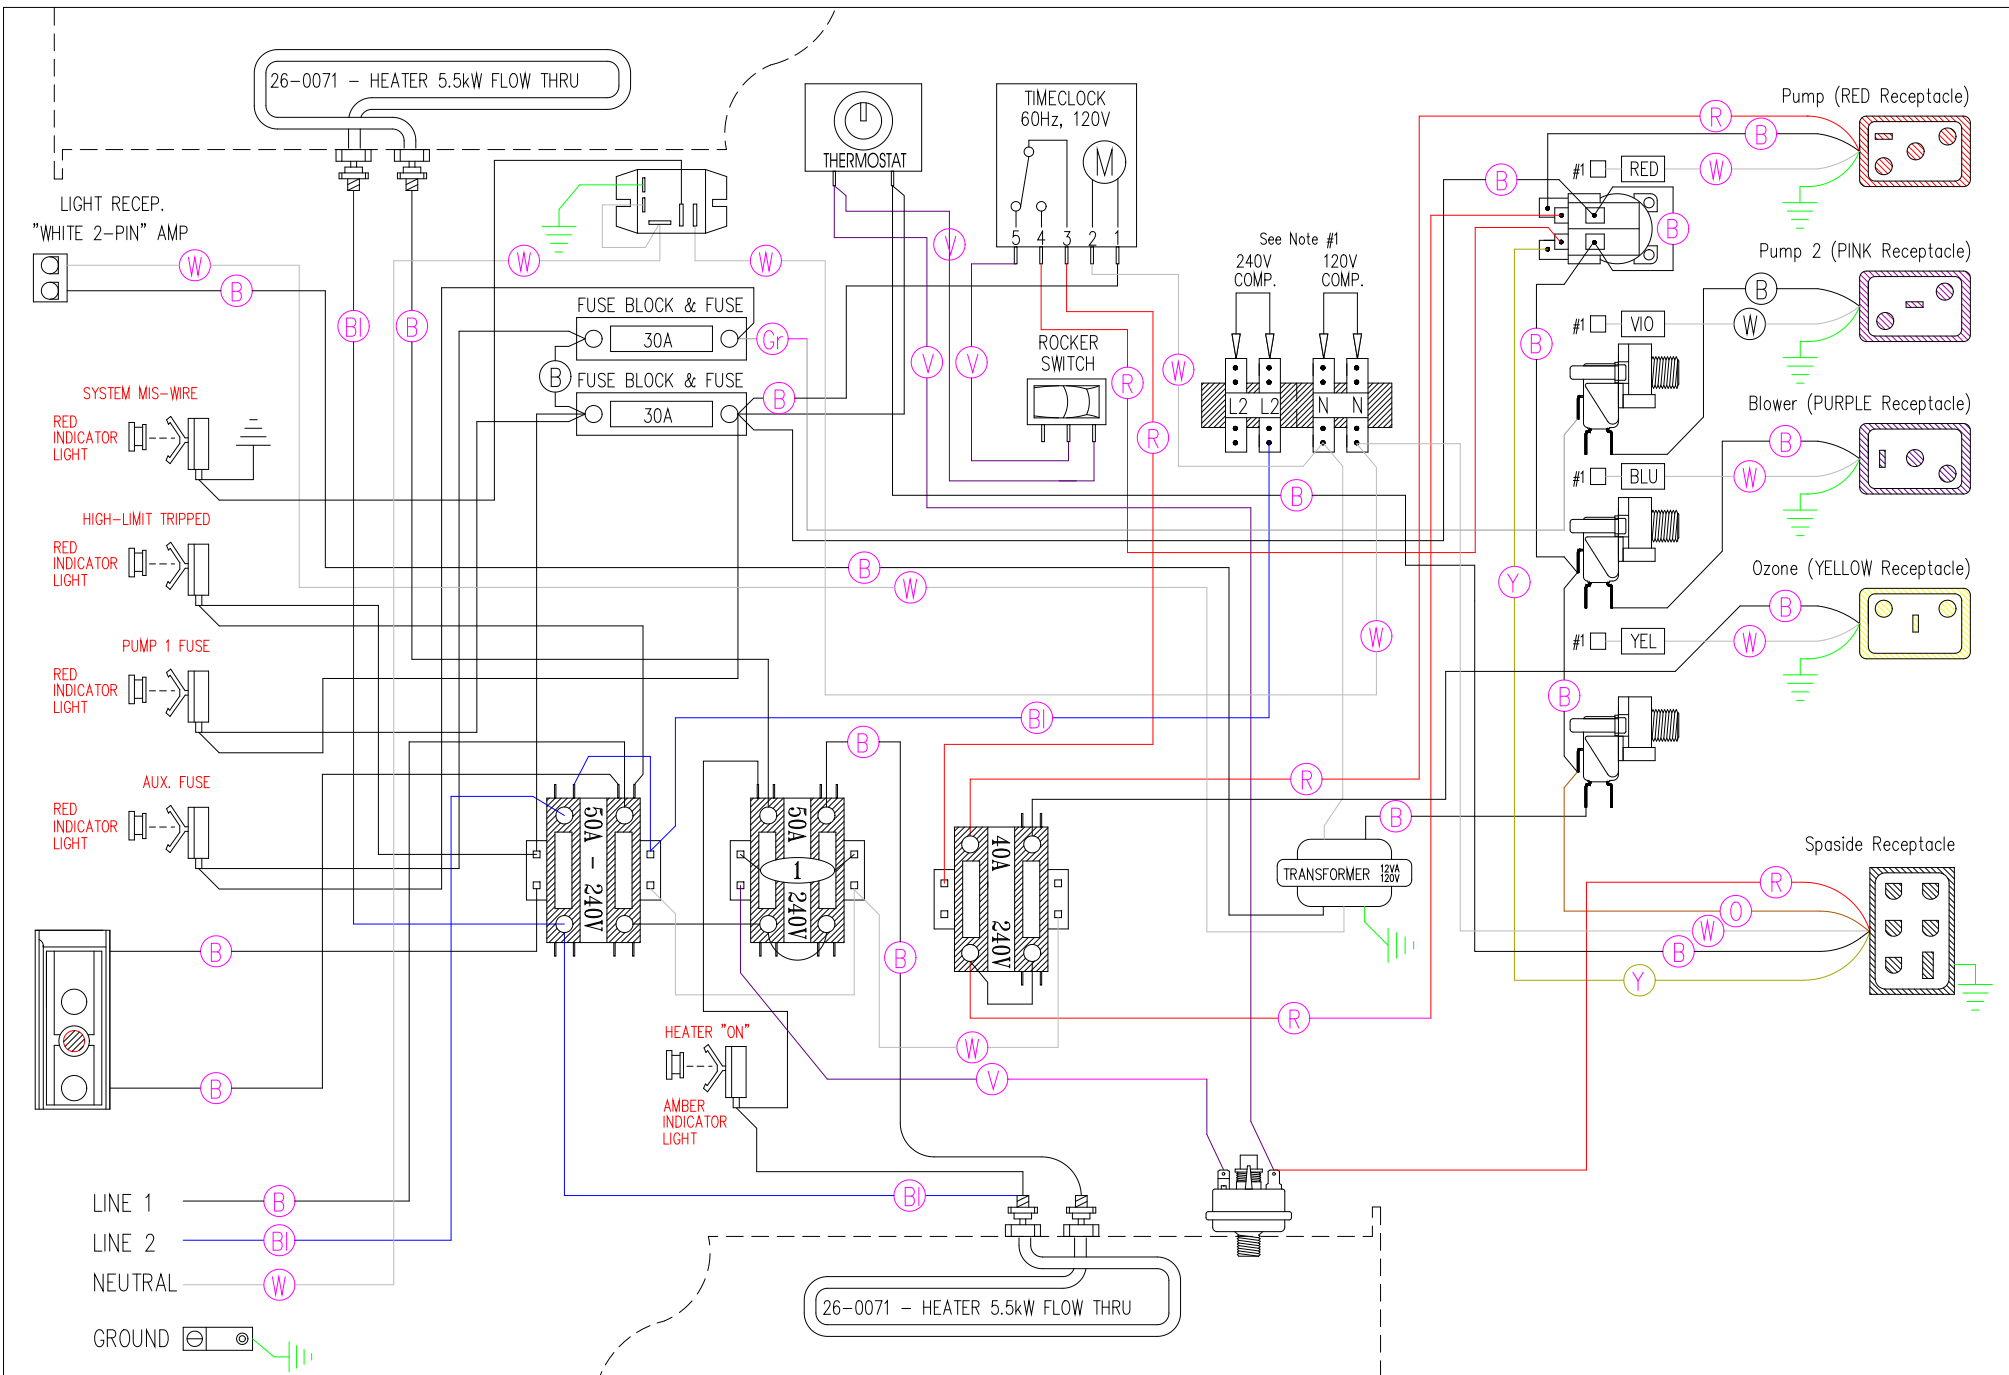 26-0071 - HEATER 5.5kW FLOW THRU
LIGHT RECEP.
"WHITE 2-PIN" AMP
W
B
BI
B
W
W
THERMOSTAT
V
V
V
TIMECLOCK
60Hz, 120V
M
5 4 3 2 1
FUSE BLOCK & FUSE
30A
Gr
B
FUSE BLOCK & FUSE
30A
B
ROCKER
SWITCH
R
R
W
See Note #1
240V
COMP.
120V
COMP.
L2 L2 N N
B
B
W
W
B
Pump (RED Receptacle)
R
B
#1 RED W
B
B
Pump 2 (PINK Receptacle)
B
#1 VIO W
B
Blower (PURPLE Receptacle)
B
#1 BLU W
Ozone (YELLOW Receptacle)
Y
B
#1 YEL W
B
Spaside Receptacle
R
O
W
B
Y
SYSTEM MIS-WIRE
RED
INDICATOR
LIGHT
HIGH-LIMIT TRIPPED
RED
INDICATOR
LIGHT
PUMP 1 FUSE
RED
INDICATOR
LIGHT
AUX. FUSE
RED
INDICATOR
LIGHT
BI
B
R
B
50A - 240V
50A 240V
1
40A 240V
TRANSFORMER 12VA
120V
B
B
B
W
R
V
HEATER "ON"
AMBER
INDICATOR
LIGHT
BI
LINE 1 B
LINE 2 BI
NEUTRAL W
GROUND
26-0071 - HEATER 5.5kW FLOW THRU